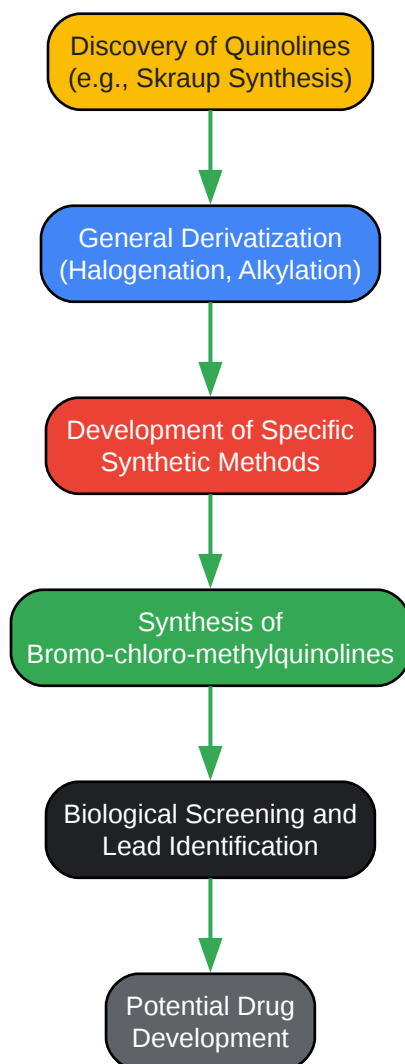 Discovery of Quinolines
(e.g., Skraup Synthesis)
General Derivatization
(Halogenation, Alkylation)
Development of Specific
Synthetic Methods
Synthesis of
Bromo-chloro-methylquinolines
Biological Screening and
Lead Identification
Potential Drug
Development